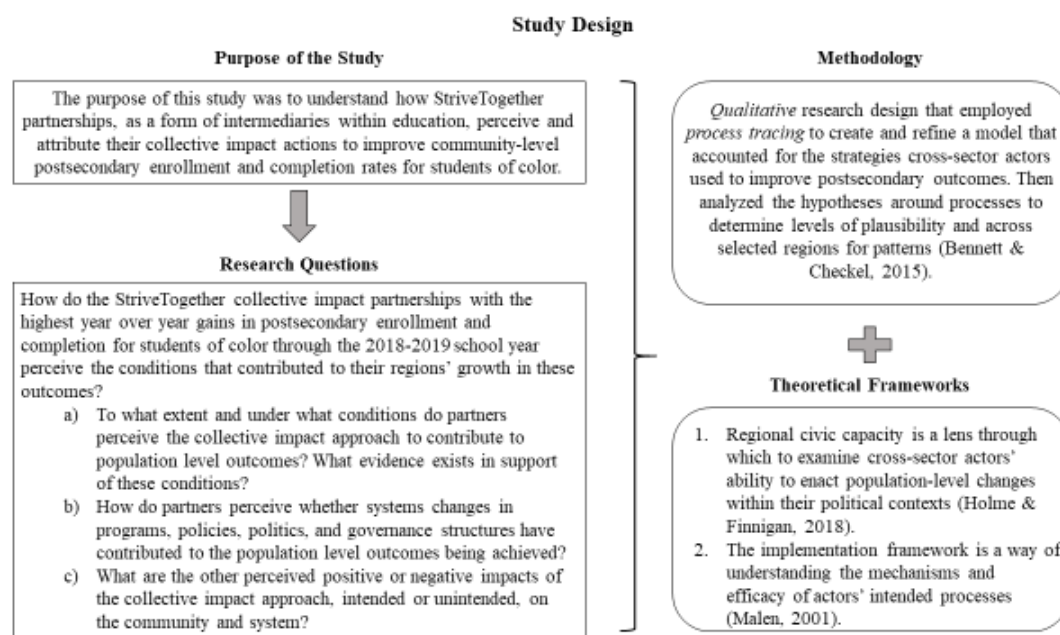 Study Design
Purpose of the Study
The purpose of this study was to understand how StriveTogether
partnerships, as a form of intermediaries within education, perceive and
attribute their collective impact actions to improve community-level
postsecondary enrollment and completion rates for students of color.
Research Questions
How do the StriveTogether collective impact partnerships with the
highest year over year gains in postsecondary enrollment and
completion for students of color through the 2018-2019 school year
perceive the conditions that contributed to their regions' growth in these
outcomes?
a) To what extent and under what conditions do partners
perceive the collective impact approach to contribute to
population level outcomes? What evidence exists in support
of these conditions?
b) How do partners perceive whether systems changes in
programs, policies, politics, and governance structures have
contributed to the population level outcomes being achieved?
c) What are the other perceived positive or negative impacts of
the collective impact approach, intended or unintended, on
the community and system?
Methodology
Qualitative research design that employed
process tracing to create and refine a model that
accounted for the strategies cross-sector actors
used to improve postsecondary outcomes. Then
analyzed the hypotheses around processes to
determine levels of plausibility and across
selected regions for patterns (Bennett &
Checkel, 2015).
Theoretical Frameworks
1. Regional civic capacity is a lens through
which to examine cross-sector actors'
ability to enact population-level changes
within their political contexts (Holme &
Finnigan, 2018).
2. The implementation framework is a way of
understanding the mechanisms and
efficacy of actors' intended processes
(Malen, 2001).